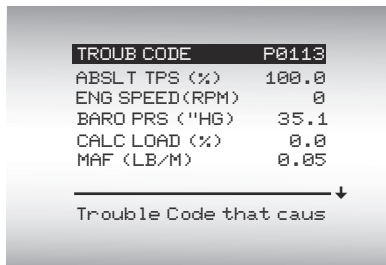 TROUB CODE P0113
ABSLT TPS (%) 100.0
ENG SPEED(RPM) 0
BARO PRS ("HG) 35.1
CALC LOAD (%) 0.0
MAF (LB/M) 0.05
Trouble Code that caus